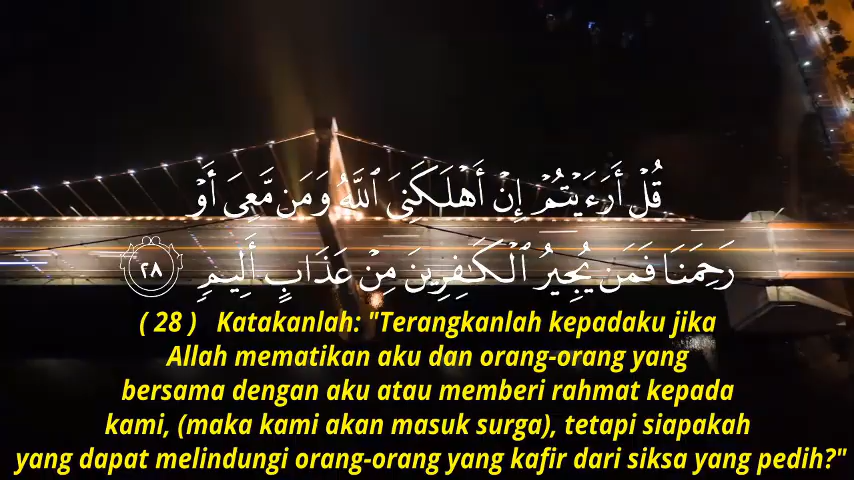 قُلْ أَرَءَيْتُمْ إِنْ أَهْلَكَنِىَ ٱللَّهُ وَمَن مَّعِىَ أَوْ
رَحِمَنَا فَمَن يُجِيرُ ٱلْكَـٰفِرِينَ مِنْ عَذَابٍ أَلِيمٍ ٢٨
( 28 ) Katakanlah: "Terangkanlah kepadaku jika
Allah mematikan aku dan orang-orang yang
bersama dengan aku atau memberi rahmat kepada
kami, (maka kami akan masuk surga), tetapi siapakah
yang dapat melindungi orang-orang yang kafir dari siksa yang pedih?"